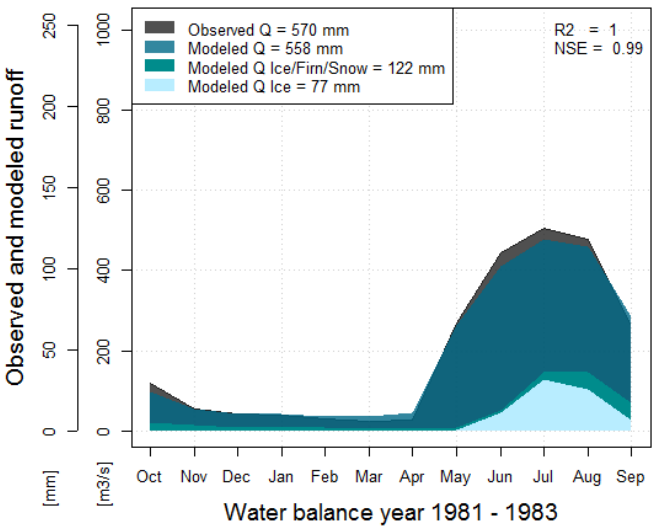 Observed Q = 570 mm
Modeled Q = 558 mm
Modeled Q Ice/Firn/Snow = 122 mm
Modeled Q Ice = 77 mm
R2 = 1
NSE = 0.99
Observed and modeled runoff
250
200
150
100
50
0
[mm]
1000
800
600
400
200
0
[m3/s]
Oct Nov Dec Jan Feb Mar Apr May Jun Jul Aug Sep
Water balance year 1981 - 1983